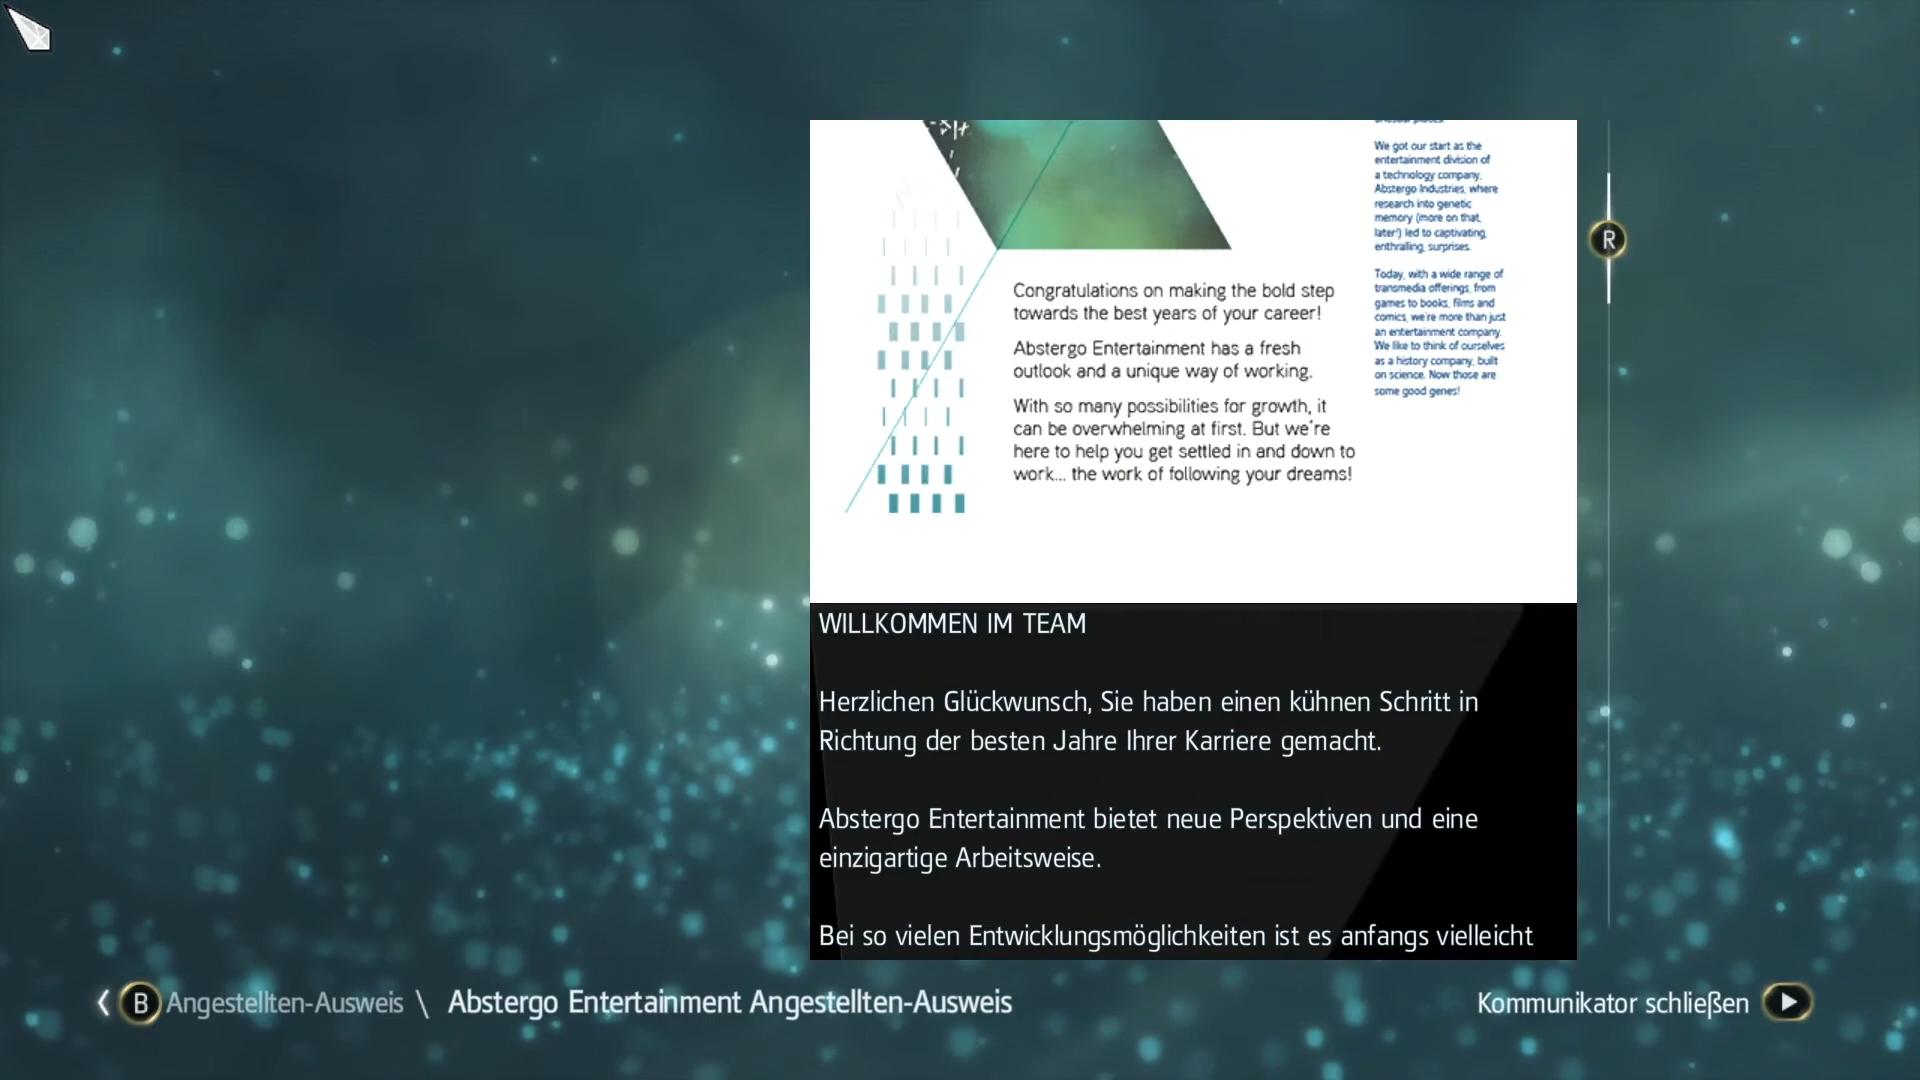 We got our start as the
entertainment division of
a technology company,
Abstergo Industries, where
research into genetic
memory (more on that,
later!) led to captivating,
enthralling, surprises.
Today, with a wide range of
transmedia offerings, from
games to books, films and
comics, we're more than just
an entertainment company.
We like to think of ourselves
as a history company, built
on science. Now those are
some good genes!
R
Congratulations on making the bold step
towards the best years of your career!
Abstergo Entertainment has a fresh
outlook and a unique way of working.
With so many possibilities for growth, it
can be overwhelming at first. But we're
here to help you get settled in and down to
work... the work of following your dreams!
WILLKOMMEN IM TEAM
Herzlichen Glückwunsch, Sie haben einen kühnen Schritt in
Richtung der besten Jahre Ihrer Karriere gemacht.
Abstergo Entertainment bietet neue Perspektiven und eine
einzigartige Arbeitsweise.
Bei so vielen Entwicklungsmöglichkeiten ist es anfangs vielleicht
B Angestellten-Ausweis \ Abstergo Entertainment Angestellten-Ausweis
Kommunikator schließen